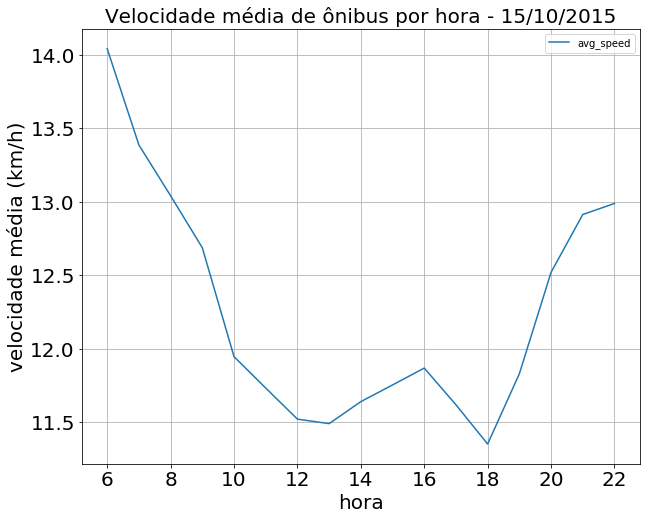 Velocidade média de ônibus por hora - 15/10/2015
avg_speed
velocidade média (km/h)
14.0
13.5
13.0
12.5
12.0
11.5
6 8 10 12 14 16 18 20 22
hora